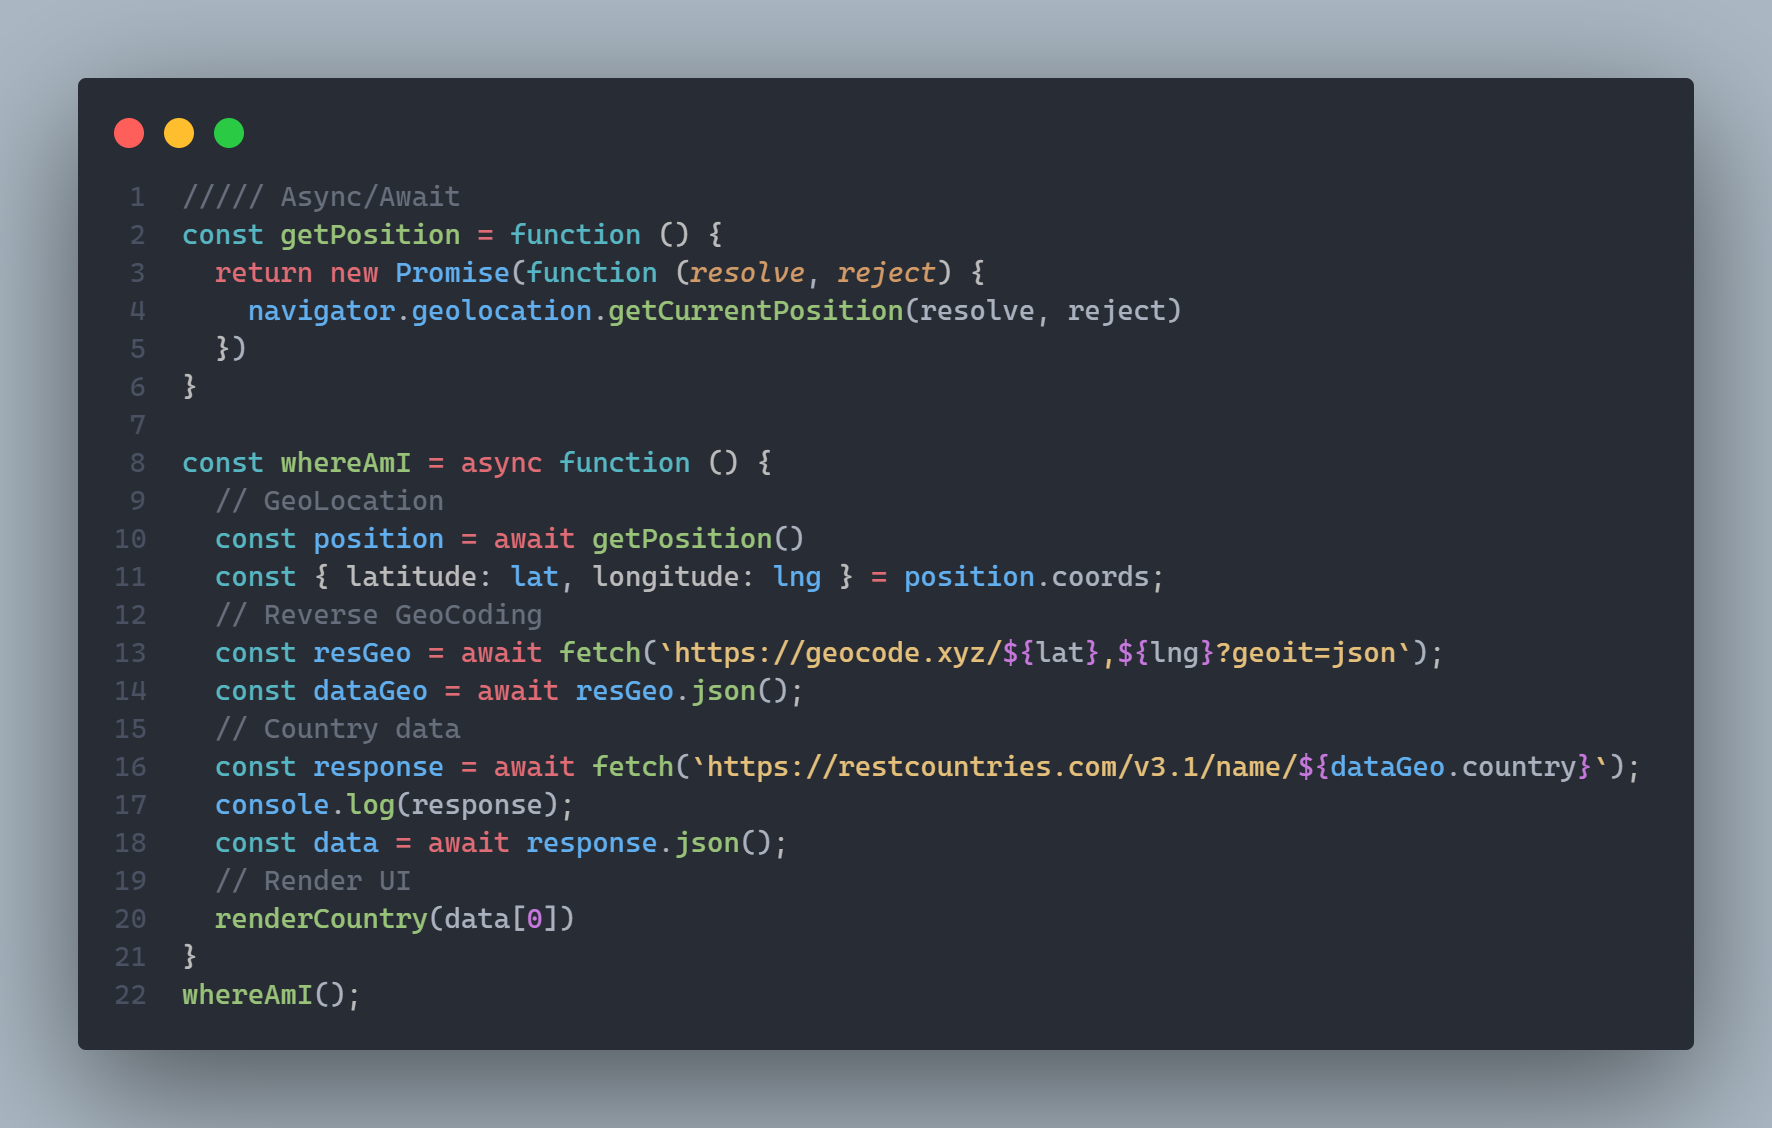 1 ///// Async/Await
2 const getPosition = function () {
3   return new Promise(function (resolve, reject) {
4     navigator.geolocation.getCurrentPosition(resolve, reject)
5   })
6 }
7
8 const whereAmI = async function () {
9   // GeoLocation
10   const position = await getPosition()
11   const { latitude: lat, longitude: lng } = position.coords;
12   // Reverse GeoCoding
13   const resGeo = await fetch(`https://geocode.xyz/${lat},${lng}?geoit=json`);
14   const dataGeo = await resGeo.json();
15   // Country data
16   const response = await fetch(`https://restcountries.com/v3.1/name/${dataGeo.country}`);
17   console.log(response);
18   const data = await response.json();
19   // Render UI
20   renderCountry(data[0])
21 }
22 whereAmI();